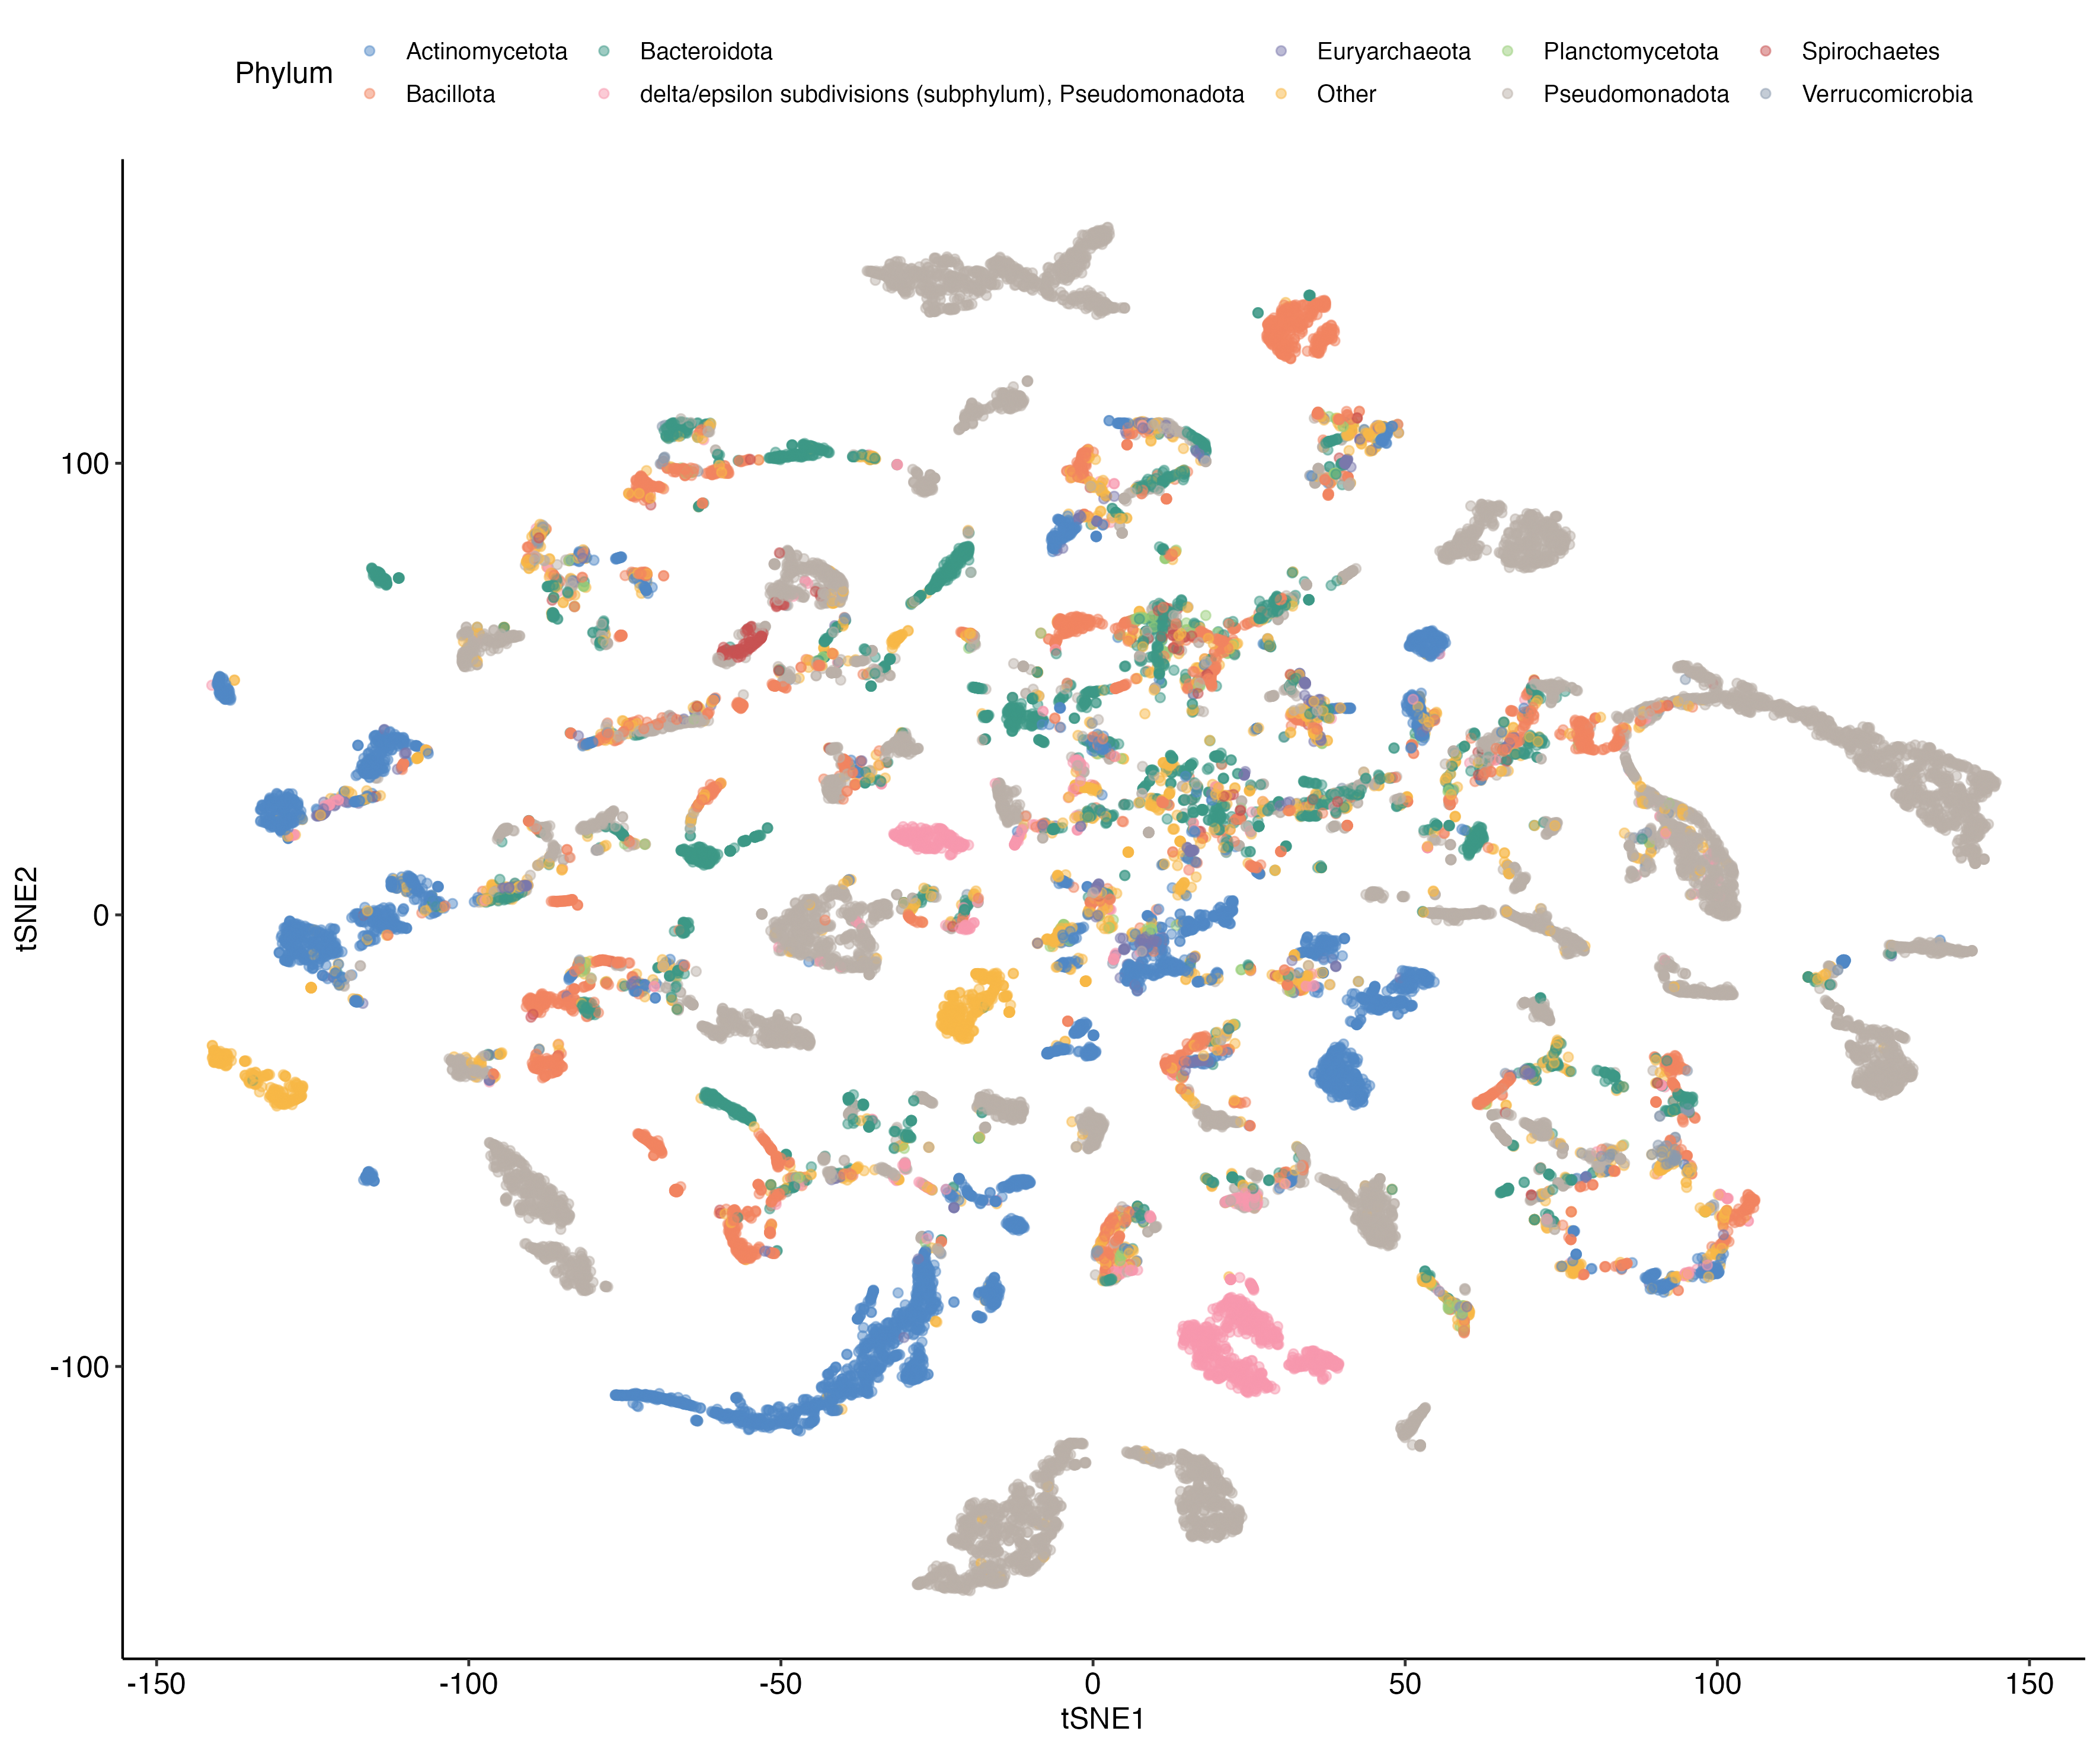 Phylum
Actinomycetota
Bacteroidota
Euryarchaeota
Planctomycetota
Spirochaetes
Bacillota
delta/epsilon subdivisions (subphylum), Pseudomonadota
Other
Pseudomonadota
Verrucomicrobia
tSNE2
100
0
-100
-150
-100
-50
0
50
100
150
tSNE1